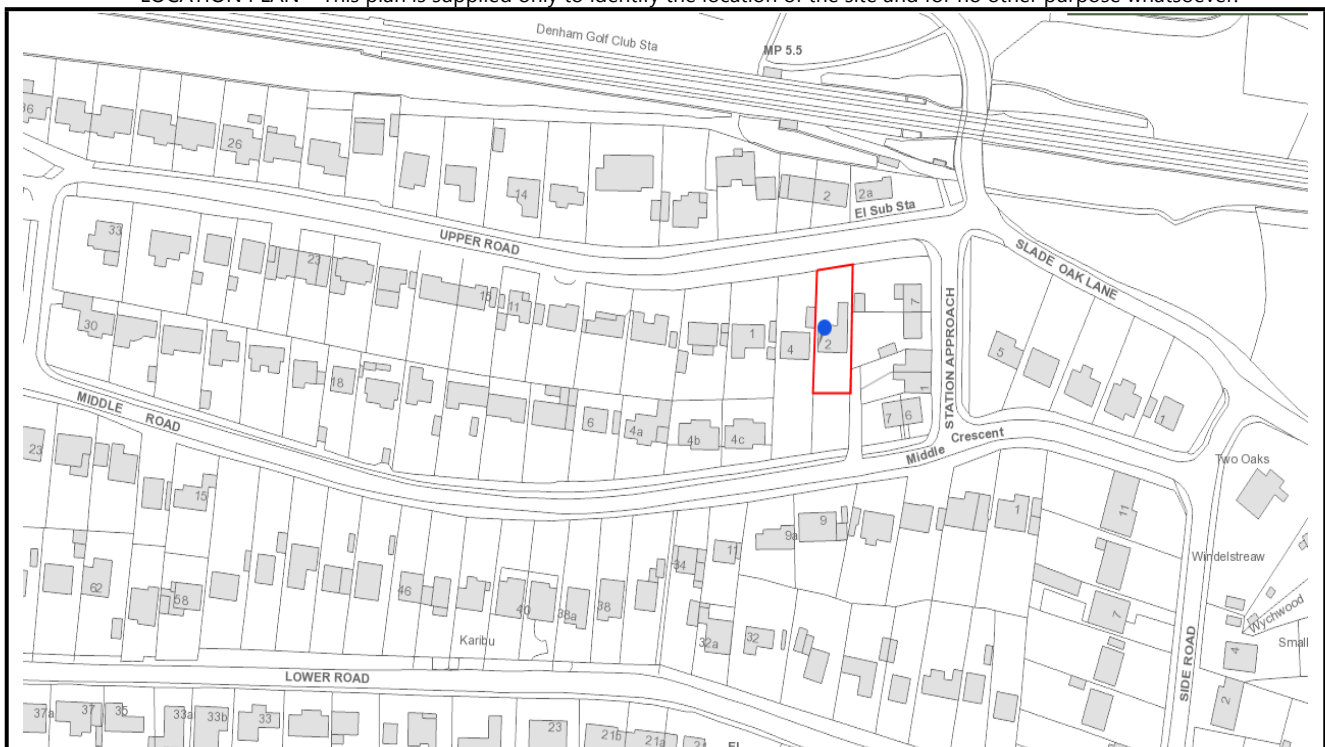 LOCATION PLAN – This plan is supplied only to identify the location of the site and for no other purpose whatsoever.
Denham Golf Club Sta
MP 5.5
36
26
14
2
2a
El Sub Sta
33
UPPER ROAD
SLADE OAK LANE
23
15
11
1
4
2
7
STATION APPROACH
5
1
30
18
6
4a
4b
4c
7
6
1
MIDDLE ROAD
Middle Crescent
Two Oaks
23
15
9
9a
11
1
11
Windelstreaw
62
58
46
40
38a
38
34
32a
32
7
Wychwood
Karibu
4
Small
SIDE ROAD
2
LOWER ROAD
37a
37
35
33a
33b
33
23
21b
21a